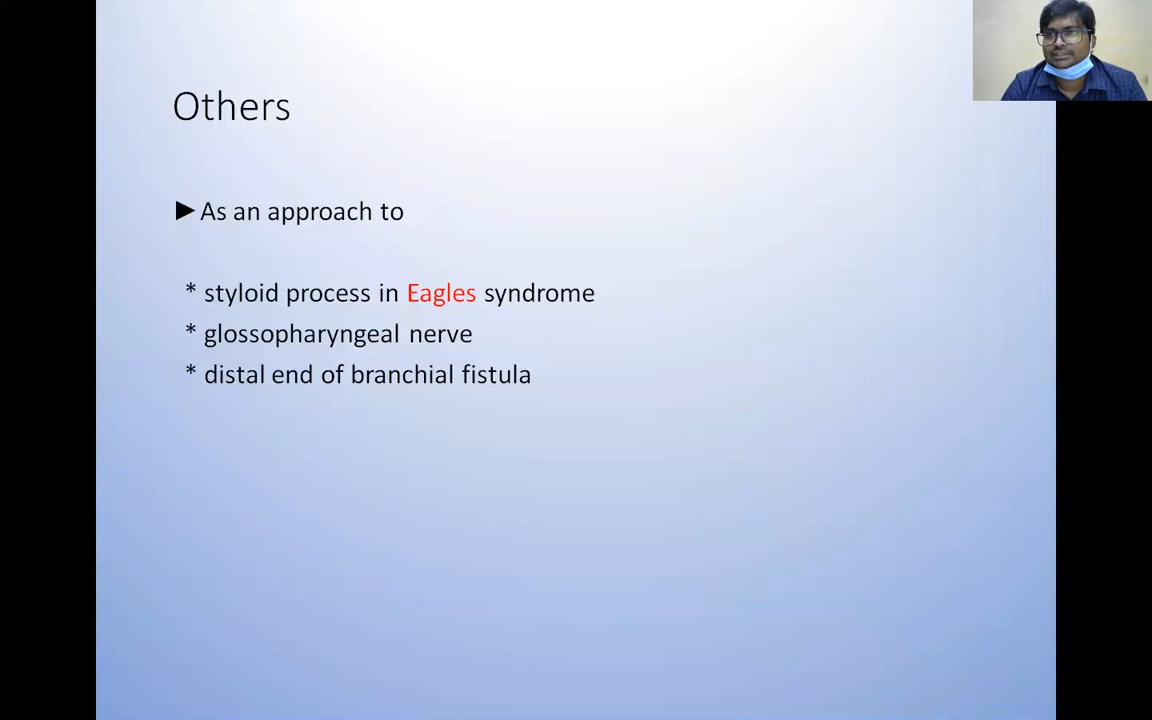 Others
►As an approach to
* styloid process in Eagles syndrome
* glossopharyngeal nerve
* distal end of branchial fistula